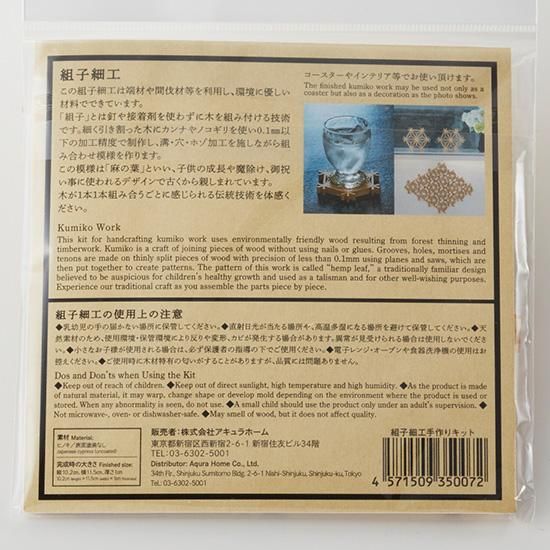 組子細工
この組子細工は端材や間伐材等を利用し、環境に優しい
材料でできています。
「組子」とは釘や接着剤を使わずに木を組み付ける技術
です。細く引き割った木にカンナやノコギリを使い0.1mm以
下の加工精度で制作し、溝・穴・ホゾ加工を施しながら組
み合わせ模様を作ります。
この模様は「麻の葉」といい、子供の成長や魔除け、御祝
い事に使われるデザインで古くから親しまれています。
木が1本1本組み合うごとに感じられる伝統技術を体感く
ださい。
コースターやインテリア等でお使い頂けます。
The finished kumiko work may be used not only as
a coaster but also as a decoration as the photo shows.
Kumiko Work
This kit for handcrafting kumiko work uses environmentally friendly wood resulting from forest thinning and
timberwork. Kumiko is a craft of joining pieces of wood without using nails or glues. Grooves, holes, mortises and
tenons are made on thinly split pieces of wood with precision of less than 0.1mm using planes and saws, which are
then put together to create patterns. The pattern of this work is called "hemp leaf," a traditionally familiar design
believed to be auspicious for children's healthy growth and used as a talisman and for other well-wishing purposes.
Experience our traditional craft as you assemble the parts piece by piece.
組子細工の使用上の注意
◆乳幼児の手の届かない場所に保管してください。◆直射日光が当たる場所や、高温多湿になる場所を避けて保管してください。◆天
然素材のため、使用環境・保管環境により反りや変形、カビが発生する場合があります。異常が見受けられる場合は使用しないでくださ
い。◆小さなお子様が使用される場合は、必ず保護者の指導の下でご使用ください。◆電子レンジ・オーブンや食器洗浄機の使用はお
控えください。◆ご使用時に木材特有のにおいがすることがありますが、品質には問題ありません。
Dos and Don'ts when Using the Kit
◆Keep out of reach of children. ◆Keep out of direct sunlight, high temperature and high humidity. ◆As the product is made
of natural material, it may warp, change shape or develop mold depending on the environment where the product is used or
stored. When any abnormality is seen, do not use. ◆A small child should use the product only under an adult's supervision. ◆
Not microwave-, oven- or dishwasher-safe. ◆May smell of wood, but it does not affect quality.
素材 Material:
ヒノキ/表面塗装なし
Japanese cypress (uncoated)
完成時の大きさ Finished size:
縦10.2cm、横11.5cm、厚さ1cm
10.2cm height × 11.5cm width × 1cm thickness
販売者:株式会社アキュラホーム
東京都新宿区西新宿2-6-1 新宿住友ビル34階
TEL:03-6302-5001
Distributor: Aqura Home Co., Ltd.
34th Flr., Shinjuku Sumitomo Bldg, 2-6-1 Nishi-Shinjuku, Shinjuku-ku, Tokyo
Tel: 03-6302-5001
組子細工手作りキット
4 571509 350072